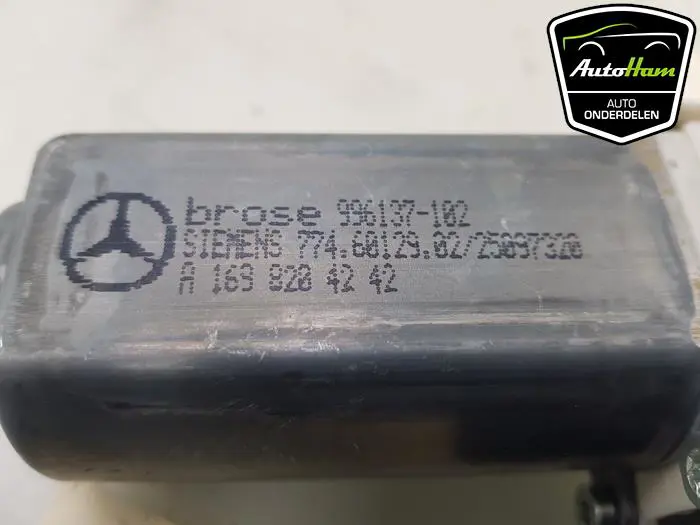 AutoHam
AUTO
ONDERDELEN
brose 996137-102
SIEMENS 774.60129.02/25097320
A 169 820 42 42